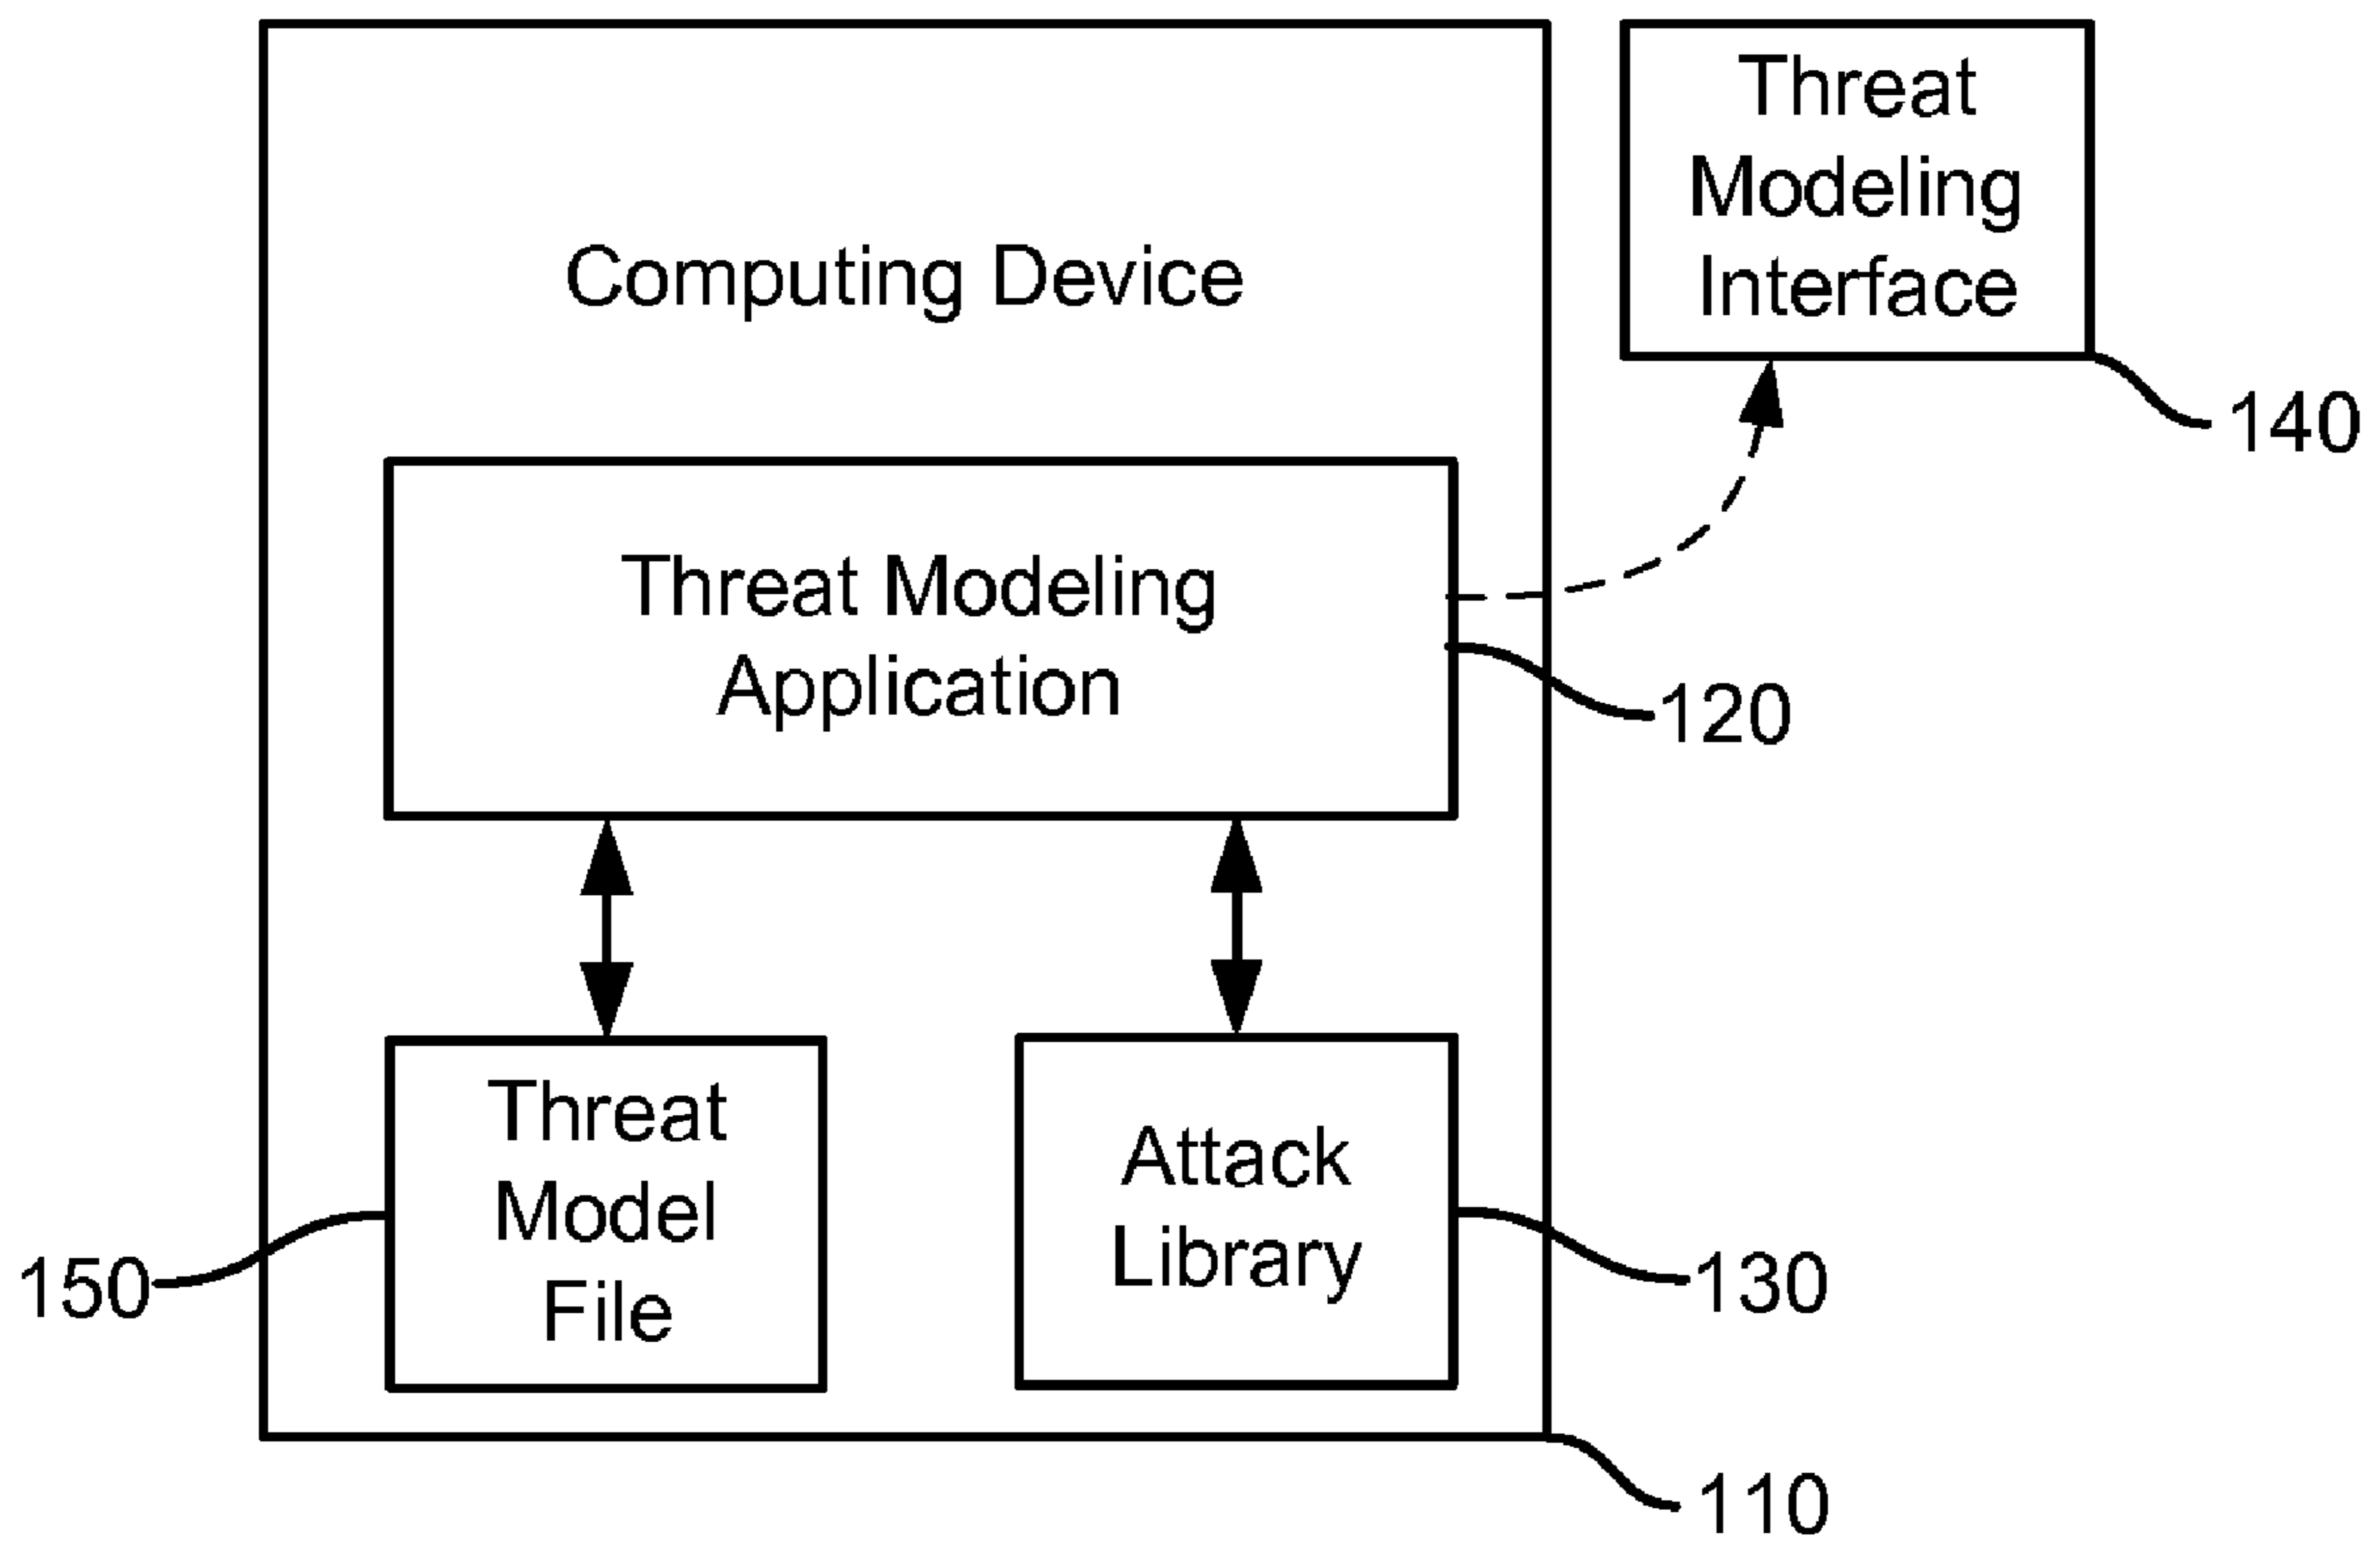 Computing Device
Threat
Modeling
Interface
140
Threat Modeling
Application
120
Threat
Model
File
150
Attack
Library
130
110